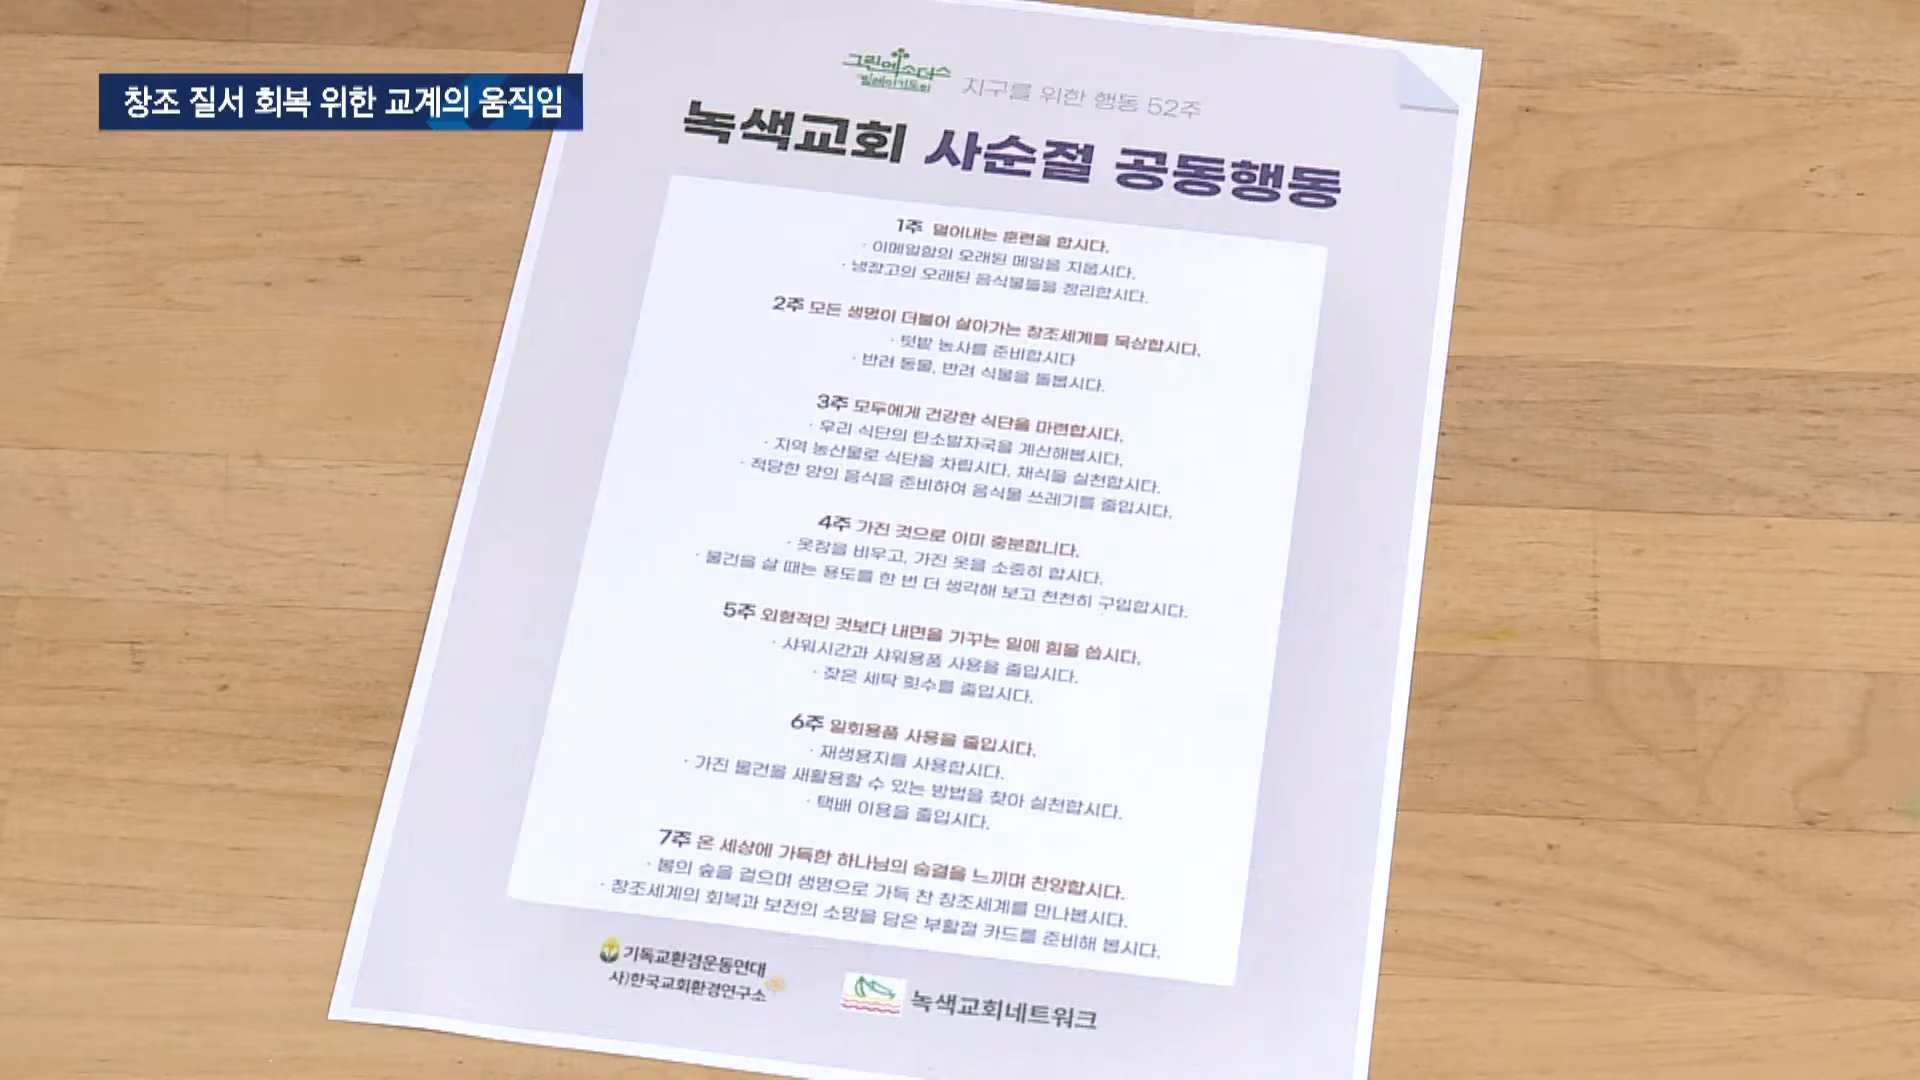 창조 질서 회복 위한 교계의 움직임
그린엑소더스
릴레이기도회
지구를 위한 행동 52주
녹색교회 사순절 공동행동
1주 덜어내는 훈련을 합시다.
· 이메일함의 오래된 메일을 지웁시다.
· 냉장고의 오래된 음식물들을 정리합시다.
2주 모든 생명이 더불어 살아가는 창조세계를 묵상합시다.
· 텃밭 농사를 준비합시다
· 반려 동물, 반려 식물을 돌봅시다.
3주 모두에게 건강한 식단을 마련합시다.
· 우리 식단의 탄소발자국을 계산해봅시다.
· 지역 농산물로 식단을 차립시다. 채식을 실천합시다.
· 적당한 양의 음식을 준비하여 음식물 쓰레기를 줄입시다.
4주 가진 것으로 이미 충분합니다.
· 옷장을 비우고, 가진 옷을 소중히 합시다.
· 물건을 살 때는 용도를 한 번 더 생각해 보고 천천히 구입합시다.
5주 외형적인 것보다 내면을 가꾸는 일에 힘을 씁시다.
· 샤워시간과 샤워용품 사용을 줄입시다.
· 잦은 세탁 횟수를 줄입시다.
6주 일회용품 사용을 줄입시다.
· 재생용지를 사용합시다.
· 가진 물건을 새활용할 수 있는 방법을 찾아 실천합시다.
· 택배 이용을 줄입시다.
7주 온 세상에 가득한 하나님의 숨결을 느끼며 찬양합시다.
· 봄의 숲을 걸으며 생명으로 가득 찬 창조세계를 만나봅시다.
· 창조세계의 회복과 보전의 소망을 담은 부활절 카드를 준비해 봅시다.
기독교환경운동연대
사)한국교회환경연구소
녹색교회네트워크